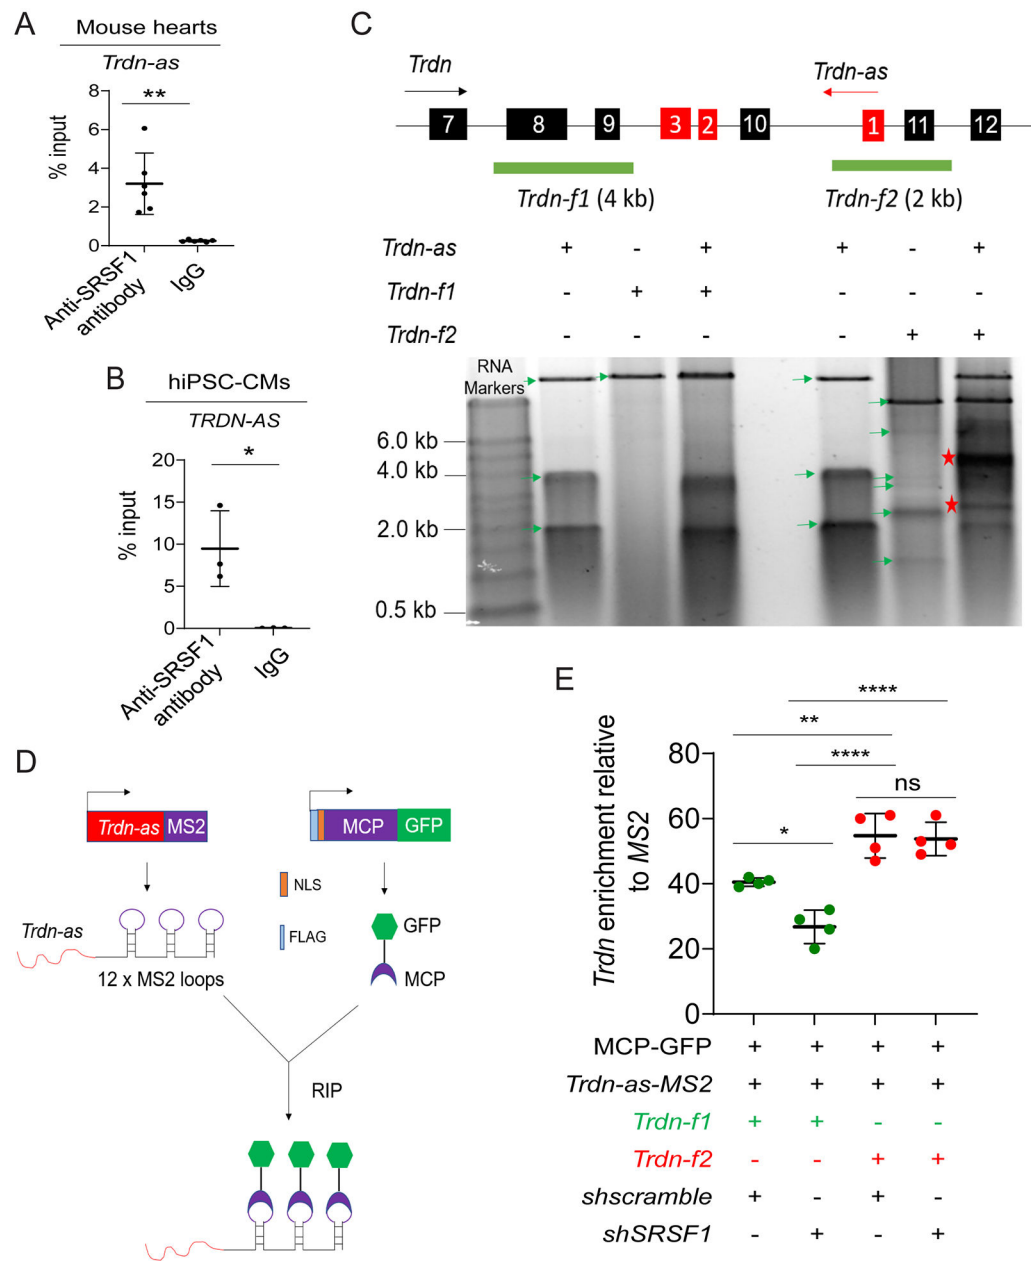 A
Mouse hearts
Trdn-as
**
% input
8
6
4
2
0
Anti-SRSF1
antibody
IgG
B
hiPSC-CMs
TRDN-AS
*
% input
20
15
10
5
0
Anti-SRSF1
antibody
IgG
C
Trdn
Trdn-as
7 8 9 3 2 10 1 11 12
Trdn-f1 (4 kb) Trdn-f2 (2 kb)
Trdn-as + - + + - +
Trdn-f1 - + + - - -
Trdn-f2 - - - - + +
RNA
Markers
6.0 kb
4.0 kb
2.0 kb
0.5 kb
D
Trdn-as MS2
MCP GFP
NLS
FLAG
Trdn-as
12 x MS2 loops
GFP
MCP
RIP
E
****
**
****
ns
*
Trdn enrichment relative
to MS2
80
60
40
20
0
MCP-GFP + + + +
Trdn-as-MS2 + + + +
Trdn-f1 + + - -
Trdn-f2 - - + +
shscramble + - + -
shSRSF1 - + - +